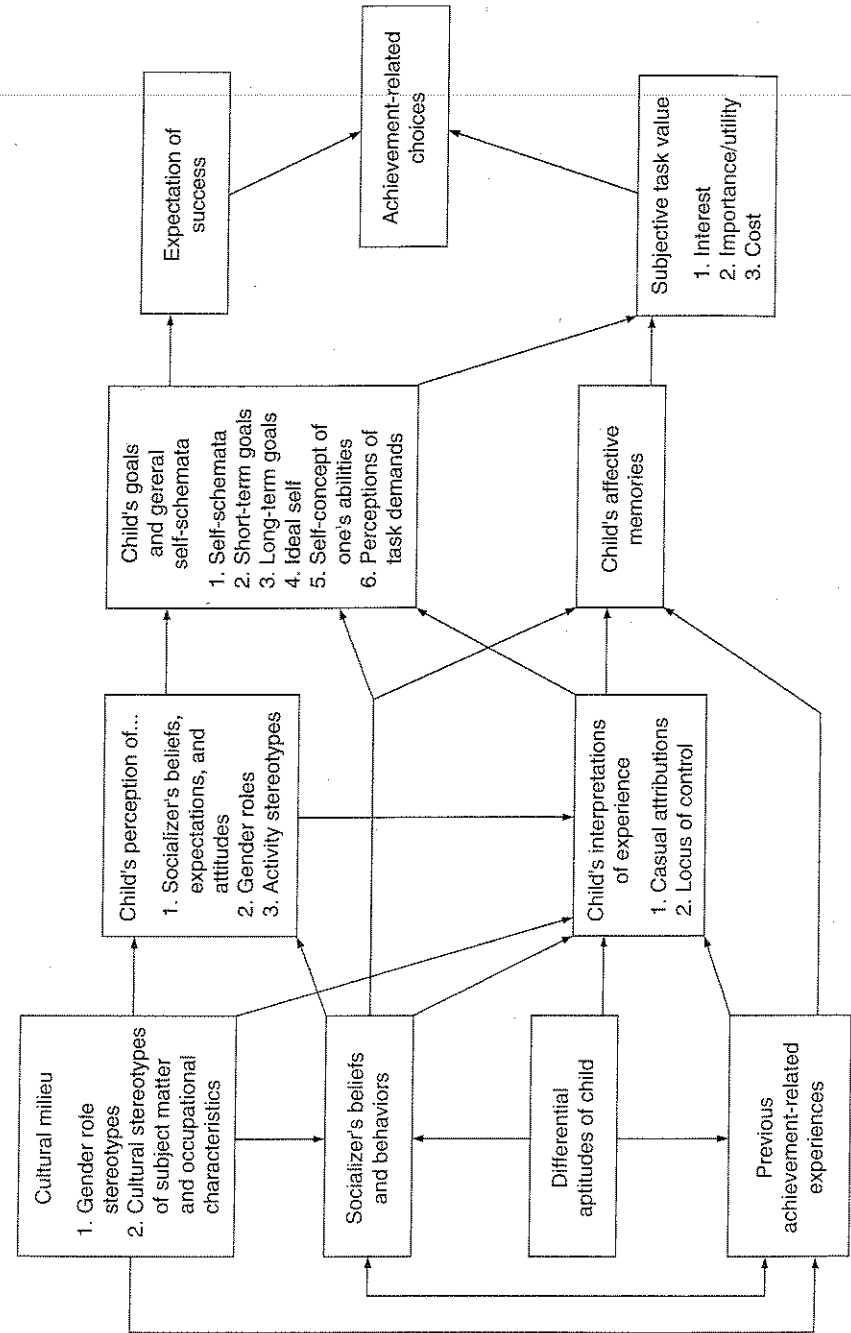 Cultural milieu
1. Gender role
stereotypes
2. Cultural stereotypes
of subject matter
and occupational
characteristics
Socializer's beliefs
and behaviors
Differential
aptitudes of child
Previous
achievement-related
experiences
Child's perception of...
1. Socializer's beliefs,
expectations, and
attitudes
2. Gender roles
3. Activity stereotypes
Child's interpretations
of experience
1. Casual attributions
2. Locus of control
Child's goals
and gereral
self-schemata
1. Self-schemata
2. Short-term goals
3. Long-term goals
4. Ideal self
5. Self-concept of
one's abilities
6. Perceptions of
task demands
Child's affective
memories
Expectation of
success
Achievement-related
choices
Subjective task value
1. Interest
2. Importance/utility
3. Cost